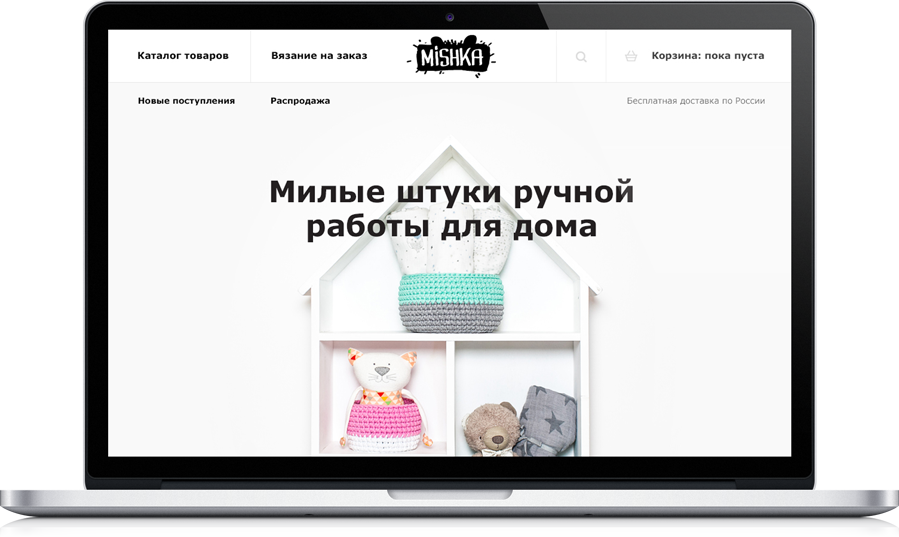 Каталог товаров
Вязание на заказ
MiSHKA
Корзина: пока пуста
Новые поступления
Распродажа
Бесплатная доставка по России
Милые штуки ручной
работы для дома